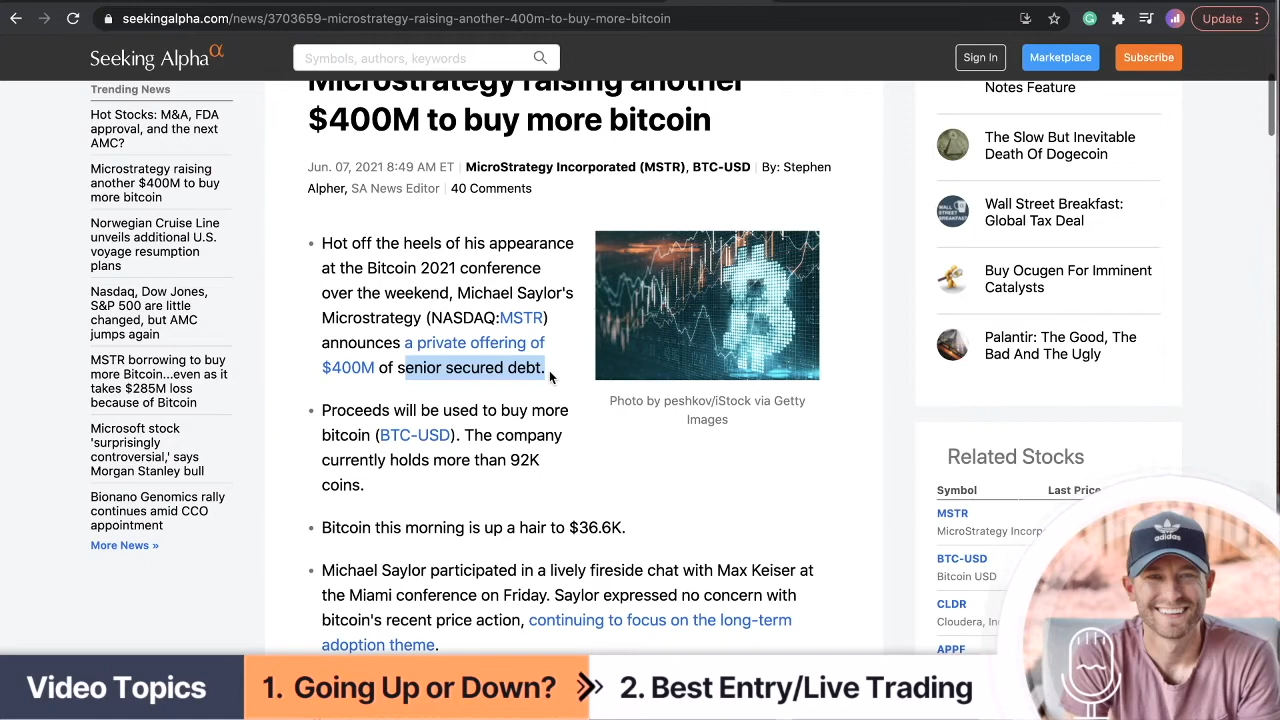 seekingalpha.com/news/3703659-microstrategy-raising-another-400m-to-buy-more-bitcoin
Update
Seeking Alpha α
Symbols, authors, keywords
Sign In
Marketplace
Subscribe
Trending News
Hot Stocks: M&A, FDA
approval, and the next
AMC?
Microstrategy raising
another $400M to buy
more bitcoin
Norwegian Cruise Line
unveils additional U.S.
voyage resumption
plans
Nasdaq, Dow Jones,
S&P 500 are little
changed, but AMC
jumps again
MSTR borrowing to buy
more Bitcoin...even as it
takes $285M loss
because of Bitcoin
Microsoft stock
'surprisingly
controversial,' says
Morgan Stanley bull
Bionano Genomics rally
continues amid CCO
appointment
More News »
Microstrategy raising another
$400M to buy more bitcoin
Jun. 07, 2021 8:49 AM ET | MicroStrategy Incorporated (MSTR), BTC-USD | By: Stephen
Alpher, SA News Editor | 40 Comments
• Hot off the heels of his appearance
at the Bitcoin 2021 conference
over the weekend, Michael Saylor's
Microstrategy (NASDAQ:MSTR)
announces a private offering of
$400M of senior secured debt.
• Proceeds will be used to buy more
bitcoin (BTC-USD). The company
currently holds more than 92K
coins.
• Bitcoin this morning is up a hair to $36.6K.
• Michael Saylor participated in a lively fireside chat with Max Keiser at
the Miami conference on Friday. Saylor expressed no concern with
bitcoin's recent price action, continuing to focus on the long-term
adoption theme.
Photo by peshkov/iStock via Getty
Images
Notes Feature
The Slow But Inevitable
Death Of Dogecoin
WALL STREET BREAKFAST
Wall Street Breakfast:
Global Tax Deal
Buy Ocugen For Imminent
Catalysts
Palantir: The Good, The
Bad And The Ugly
Related Stocks
Symbol Last Price
MSTR
MicroStrategy Incorp
BTC-USD
Bitcoin USD
CLDR
Cloudera, In
APPF
adidas
Video Topics
1. Going Up or Down?
2. Best Entry/Live Trading